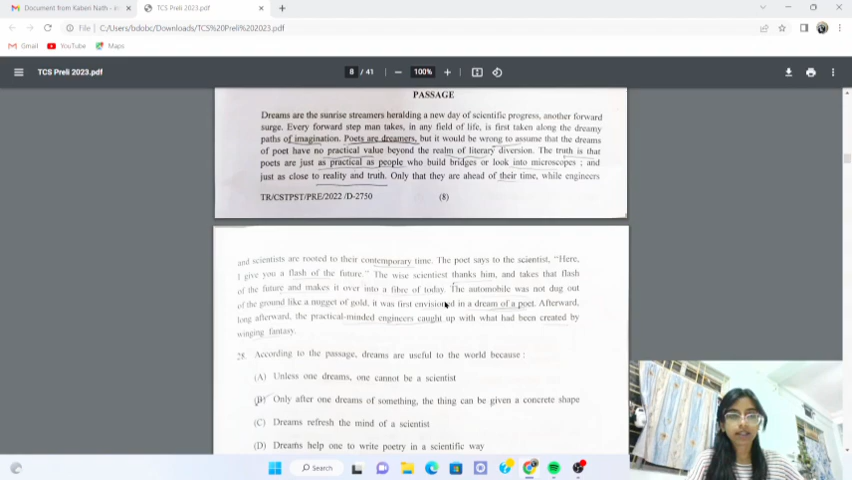 Document from Kaberi Nath - 
TCS Preli 2023.pdf
File
C:/Users/bdobc/Downloads/TCS%20Preli%202023.pdf
Gmail
YouTube
Maps
TCS Preli 2023.pdf
8 / 41
100%
PASSAGE
Dreams are the sunrise streamers heralding a new day of scientific progress, another forward
surge. Every forward step man takes, in any field of life, is first taken along the dreamy
paths of imagination. Poets are dreamers, but it would be wrong to assume that the dreams
of poet have no practical value beyond the realm of literary diversion. The truth is that
poets are just as practical as people who build bridges or look into microscopes ; and
just as close to reality and truth. Only that they are ahead of their time, while engineers
TR/CSTPST/PRE/2022 /D-2750
(8)
and scientists are rooted to their contemporary time. The poet says to the scientist, "Here,
I give you a flash of the future." The wise scientiest thanks him, and takes that flash
of the future and makes it over into a fibre of today. The automobile was not dug out
of the ground like a nugget of gold, it was first envisioned in a dream of a poet. Afterward,
long afterward, the practical-minded engineers caught up with what had been created by
winging fantasy.
28. According to the passage, dreams are useful to the world because :
(A) Unless one dreams, one cannot be a scientist
(B) Only after one dreams of something, the thing can be given a concrete shape
(C) Dreams refresh the mind of a scientist
(D) Dreams help one to write poetry in a scientific way
Search